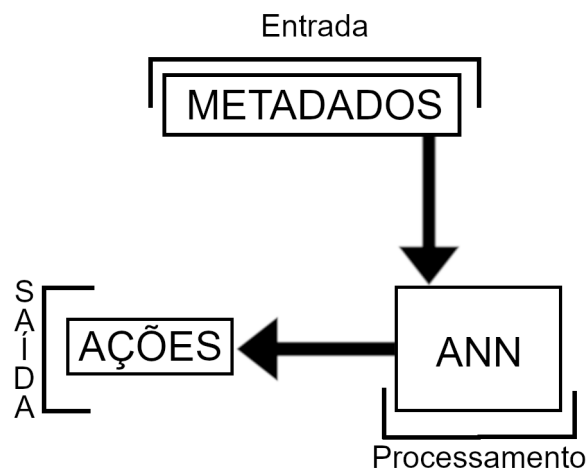 Entrada
METADADOS
SAÍDA
AÇÕES
ANN
Processamento